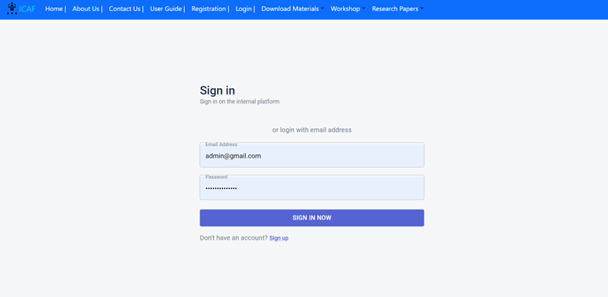 iCAF Home | About Us | Contact Us | User Guide | Registration | Login | Download Materials Workshop Research Papers
Sign in
Sign in on the internal platform
or login with email address
Email Address
admin@gmail.com
Password
••••••••••••••
SIGN IN NOW
Don't have an account? Sign up